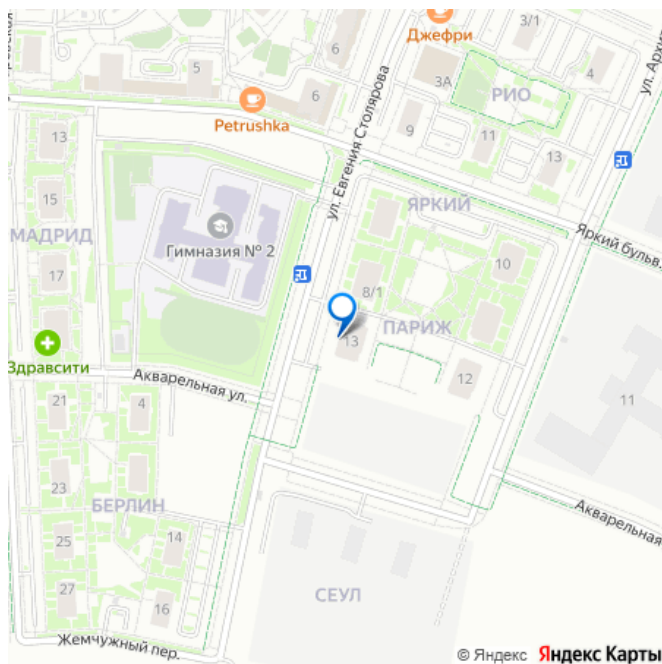 3/1
Джефри
6
5
3А
4
РИО
6
Petrushka
ул. Евгения Столярова
9
11
13
13
15
ЯРКИЙ
МАДРИД
Гимназия № 2
Яркий бульв.
17
10
8/1
ПАРИЖ
13
Здравсити
Акварельная ул.
12
21
4
11
23
БЕРЛИН
Акварельная
14
25
27
16
СЕУЛ
Жемчужный пер.
© Яндекс Яндекс Карты